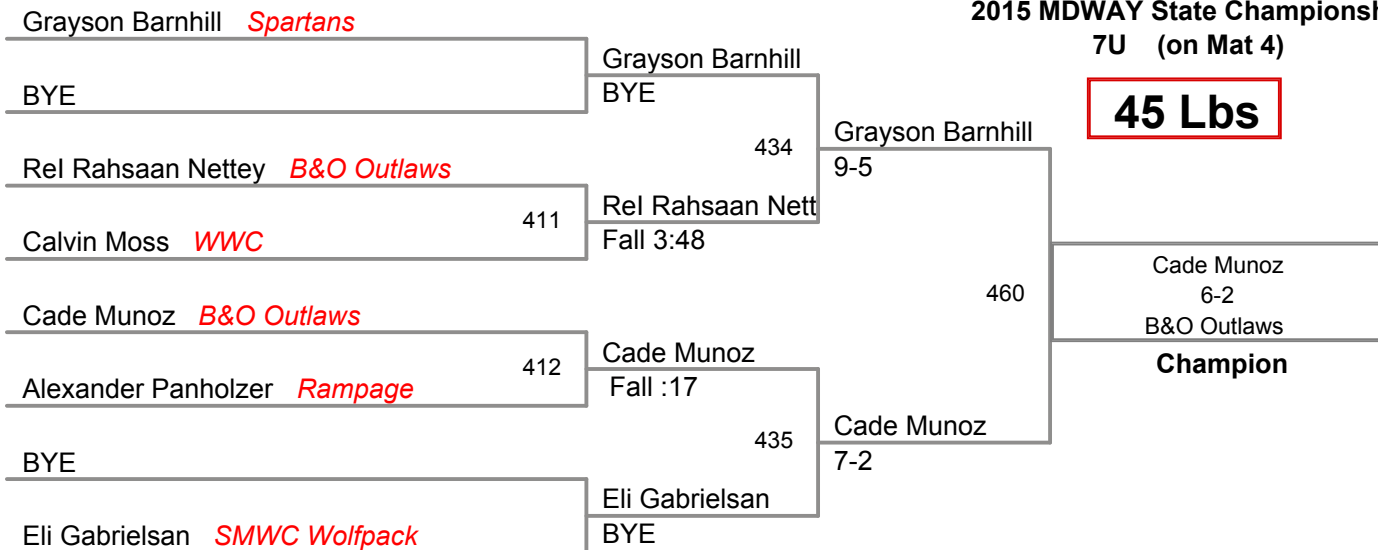 2015 MDWAY State Championsh
7U (on Mat 4)
45 Lbs
Grayson Barnhill Spartans
BYE
Rel Rahsaan Nettey B&O Outlaws
Calvin Moss WWC
Cade Munoz B&O Outlaws
Alexander Panholzer Rampage
BYE
Eli Gabrielsan SMWC Wolfpack
411
412
Grayson Barnhill
BYE
Rel Rahsaan Nett
Fall 3:48
Cade Munoz
Fall :17
Eli Gabrielsan
BYE
434
435
Grayson Barnhill
9-5
Cade Munoz
7-2
460
Cade Munoz
6-2
B&O Outlaws
Champion